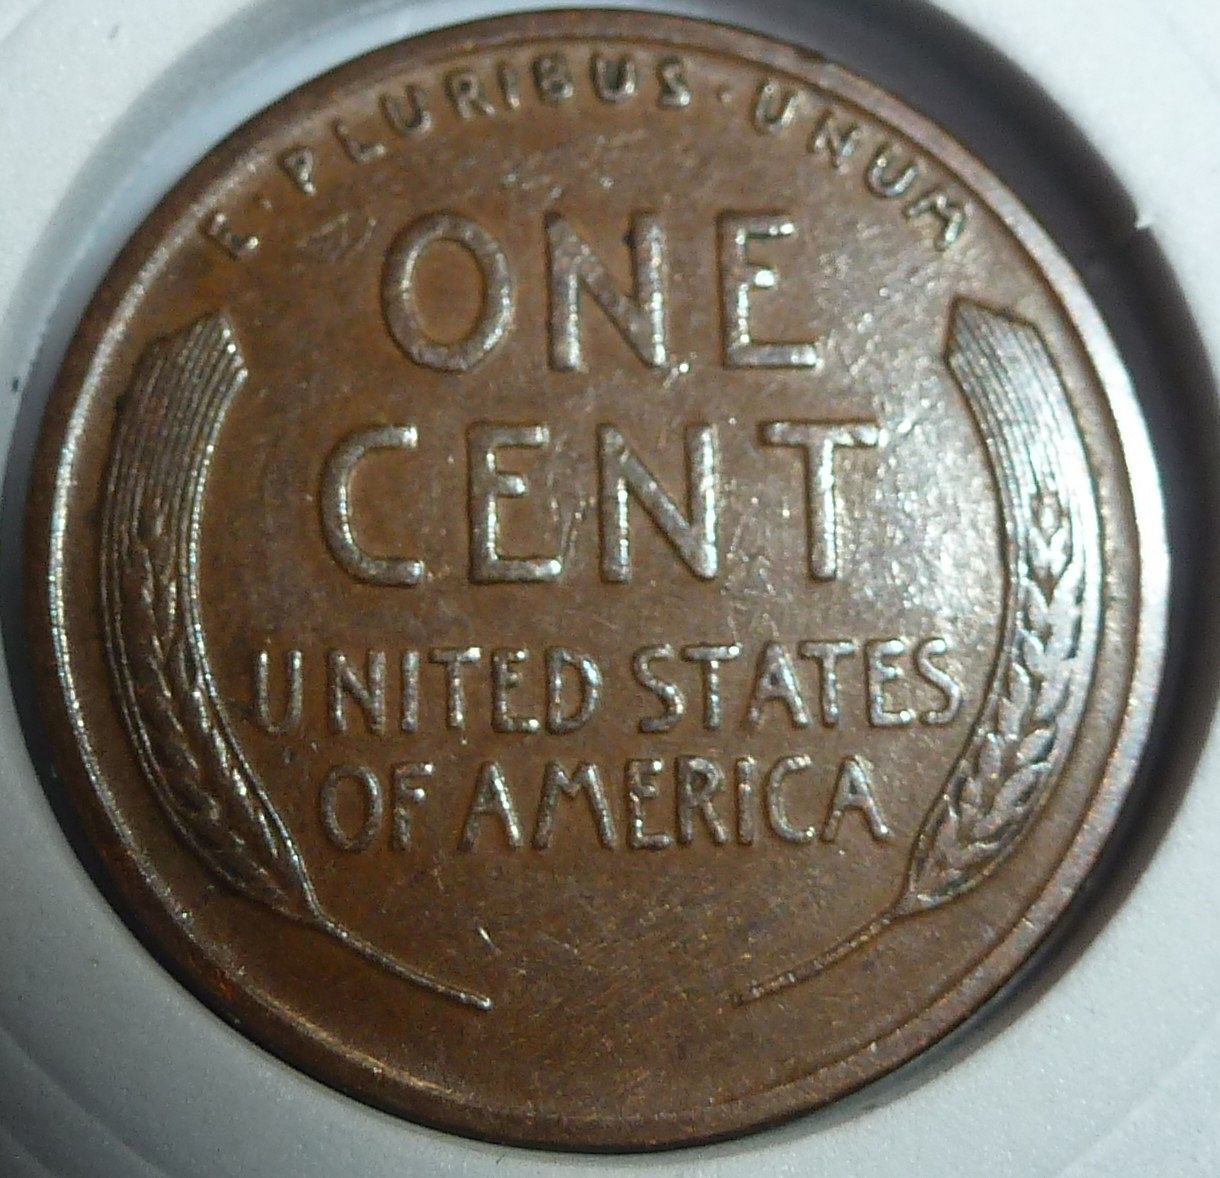 E · PLURIBUS · UNUM
ONE
CENT
UNITED STATES
OF AMERICA